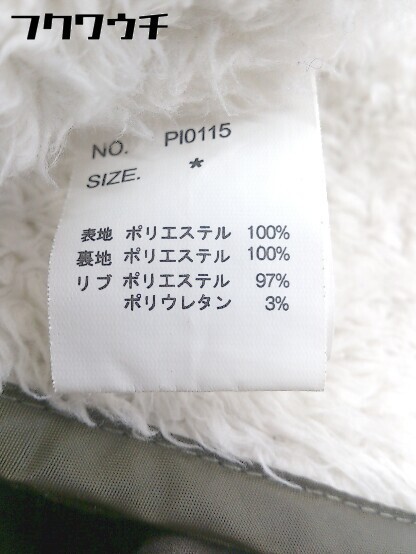 フクワウチ
NO. PI0115
SIZE. *
表地 ポリエステル 100%
裏地 ポリエステル 100%
リブ ポリエステル 97%
ポリウレタン 3%